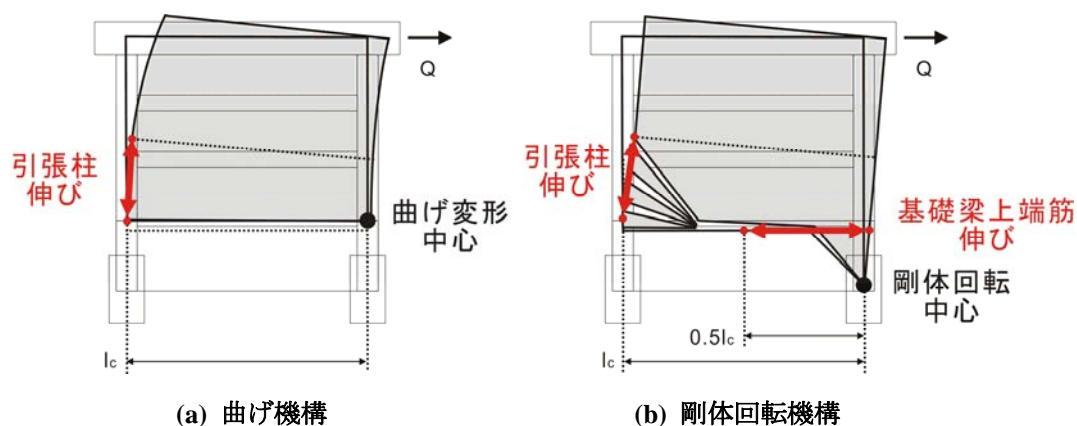 Q
引張柱
伸び
曲げ変形
中心
lc
(a) 曲げ機構
Q
引張柱
伸び
基礎梁上端筋
伸び
剛体回転
中心
0.5lc
lc
(b) 剛体回転機構